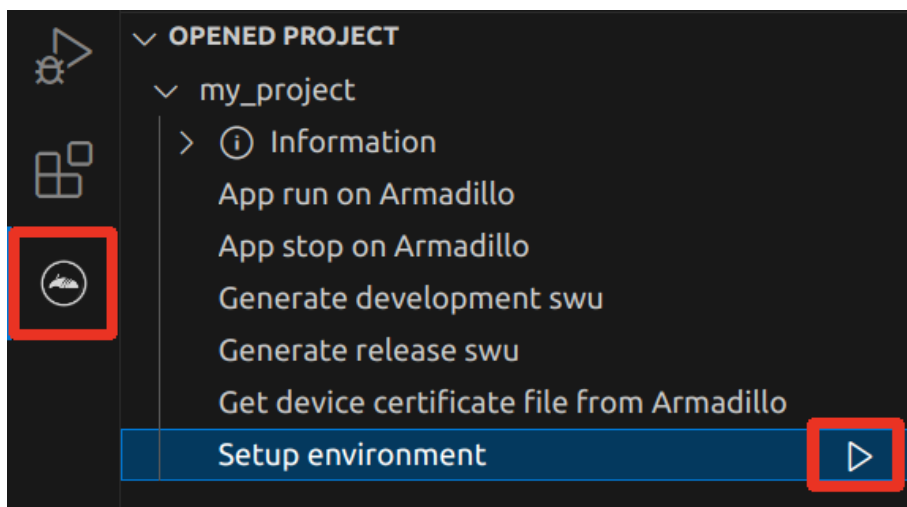 OPENED PROJECT
my_project
Information
App run on Armadillo
App stop on Armadillo
Generate development swu
Generate release swu
Get device certificate file from Armadillo
Setup environment